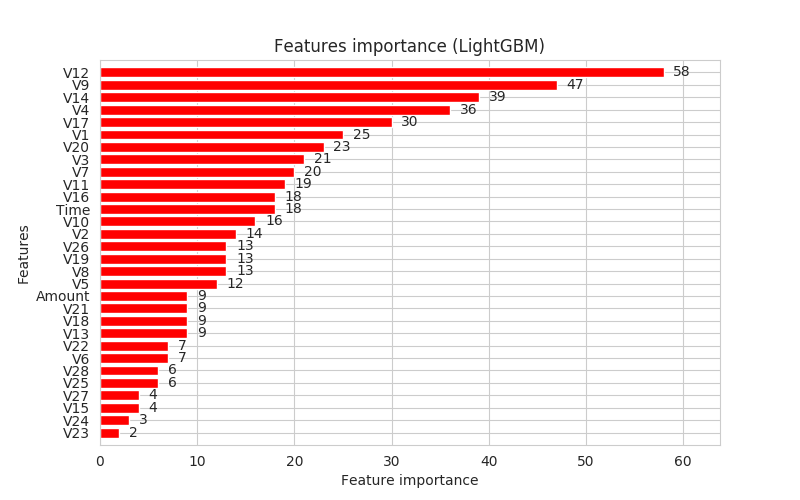 Features importance (LightGBM)
V12 58
V9 47
V14 39
V4 36
V17 30
V1 25
V20 23
V3 21
V7 20
V11 19
V16 18
Time 18
V10 16
V2 14
V26 13
V19 13
V8 13
V5 12
Amount 9
V21 9
V18 9
V13 9
V22 7
V6 7
V28 6
V25 6
V27 4
V15 4
V24 3
V23 2
Features
0 10 20 30 40 50 60
Feature importance